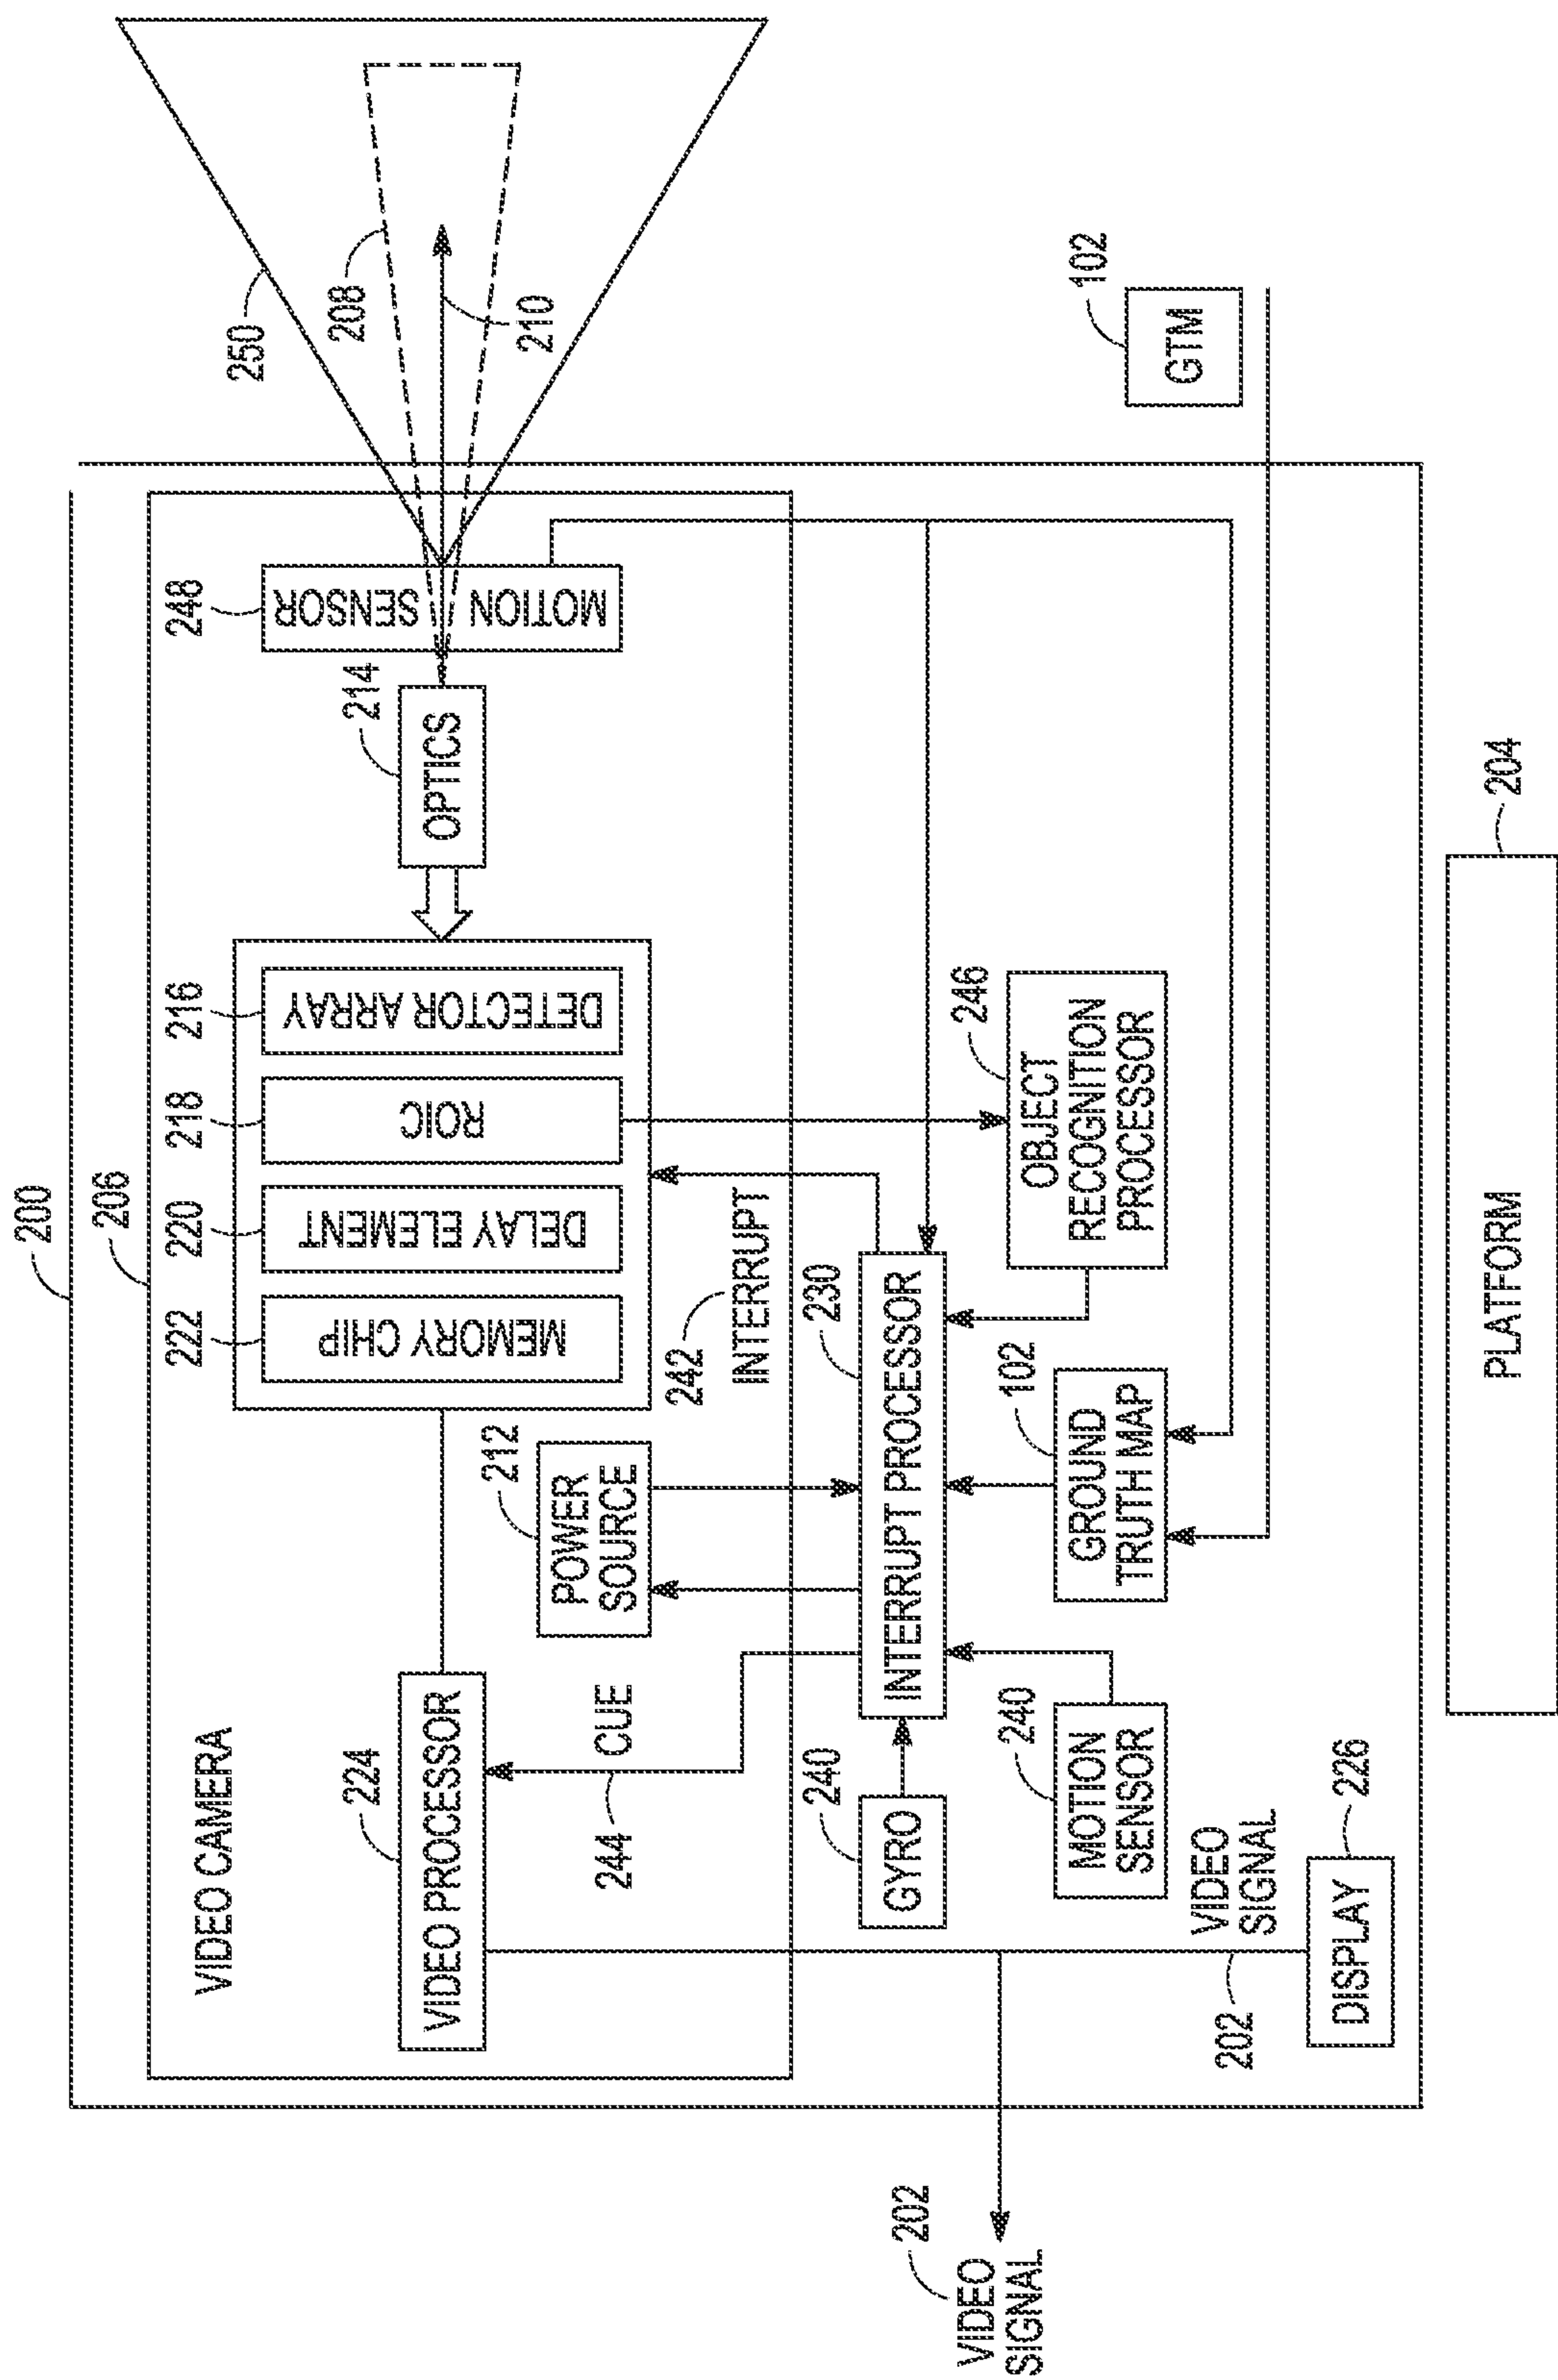 200
206
VIDEO CAMERA
222
220
218
216
248
MEMORY CHIP
DELAY ELEMENT
ROIC
DETECTOR ARRAY
MOTION
SENSOR
250
224
VIDEO PROCESSOR
214
OPTICS
208
210
212
POWER
SOURCE
244
CUE
242
INTERRUPT
240
GYRO
230
INTERRUPT PROCESSOR
240
MOTION
SENSOR
102
GROUND
TRUTH MAP
246
OBJECT
RECOGNITION
PROCESSOR
102
GTM
202
VIDEO
SIGNAL
202
VIDEO
SIGNAL
226
DISPLAY
204
PLATFORM